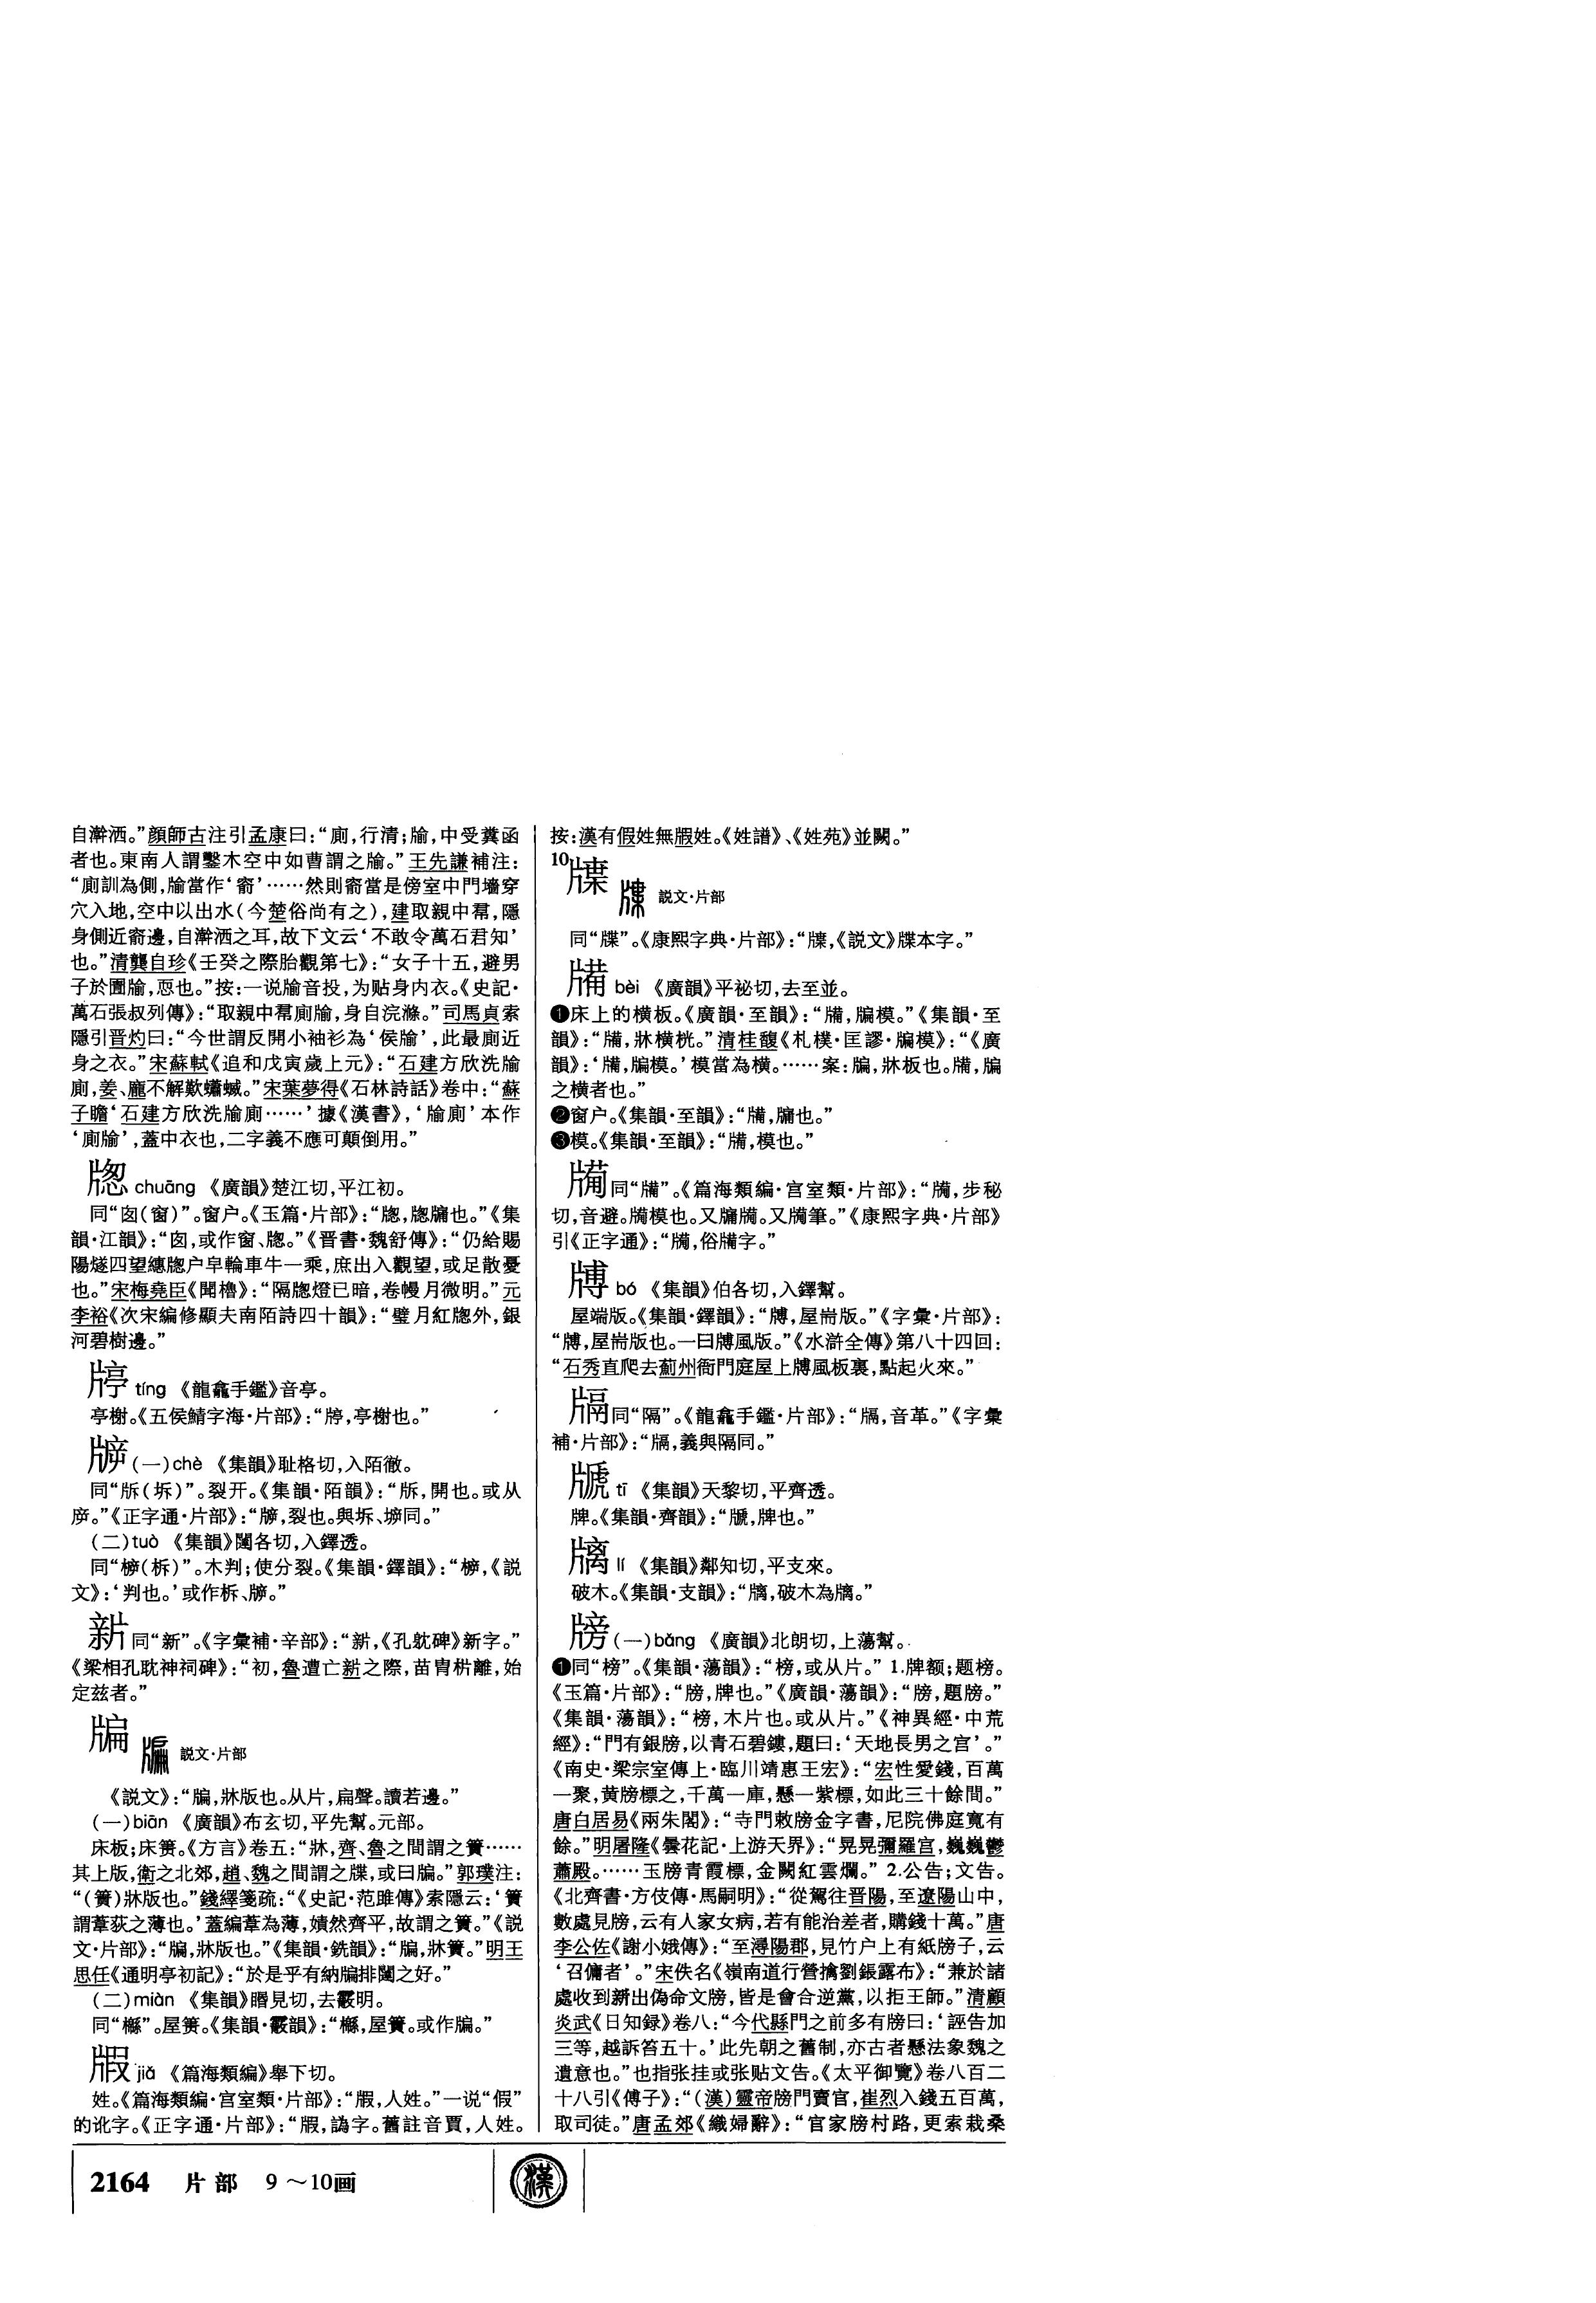 自澣洒。”顔師古注引孟康曰：“廁，行清；牏，中受糞函
者也。東南人謂鑿木空中如曹謂之牏。”王先謙補注：
“廁訓為側，牏當作‘窬’……然則窬當是傍室中門墻穿
穴入地，空中以出水（今楚俗尚有之），建取親中帬，隱
身側近窬邊，自澣洒之耳，故下文云‘不敢令萬石君知’
也。”清龔自珍《壬癸之際胎觀第七》：“女子十五，避男
子於圊牏，恧也。”按：一说牏音投，为贴身内衣。《史記·
萬石張叔列傳》：“取親中帬廁牏，身自浣滌。”司馬貞索
隱引晋灼曰：“今世謂反開小袖衫為‘侯牏’，此最廁近
身之衣。”宋蘇軾《追和戊寅歲上元》：“石建方欣洗牏
廁，姜、龐不解歎蠨蛾。”宋葉夢得《石林詩話》卷中：“蘇
子瞻‘石建方欣洗牏廁……’據《漢書》，‘牏廁’本作
‘廁牏’，蓋中衣也，二字義不應可顛倒用。”
牎 chuāng 《廣韻》楚江切，平江初。
同“囱（窗）”。窗户。《玉篇·片部》：“牎，牎牖也。”《集
韻·江韻》：“囱，或作窗、牎。”《晋書·魏舒傳》：“仍給賜
陽燧四望繐牎户皁輪車牛一乘，庶出入觀望，或足散憂
也。”宋梅堯臣《聞櫓》：“隔牎燈已暗，卷幔月微明。”元
李裕《次宋編修顯夫南陌詩四十韻》：“璧月紅牎外，銀
河碧樹邊。”
tíng 《龍龕手鑑》音亭。
亭榭。《五侯鯖字海·片部》：“，亭榭也。”
（一）chè 《集韻》耻格切，入陌徹。
同“（坼）”。裂开。《集韻·陌韻》：“，開也。或从
㡿。”《正字通·片部》：“，裂也。與坼、㙠同。”
（二）tuò 《集韻》闥各切，入鐸透。
同“（柝）”。木判；使分裂。《集韻·鐸韻》：“，《説
文》：‘判也。’或作柝、。”
同“新”。《字彙補·辛部》：“，《孔躭碑》新字。”
《梁相孔耽神祠碑》：“初，魯遭亡之際，苗胄析離，始
定兹者。”
牑 説文·片部
《説文》：“牑，牀版也。从片，扁聲。讀若邊。”
（一）biān 《廣韻》布玄切，平先幫。元部。
床板；床箦。《方言》卷五：“牀，齊、魯之間謂之簀……
其上版，衛之北郊，趙、魏之間謂之牒，或曰牑。”郭璞注：
“（簀）牀版也。”錢繹箋疏：“《史記·范雎傳》索隱云：‘簀
謂葦荻之薄也。’蓋編葦為薄，嫧然齊平，故謂之簀。”《説
文·片部》：“牑，牀版也。”《集韻·銑韻》：“牑，牀簀。”明王
思任《通明亭初記》：“於是乎有納牑排闥之好。”
（二）miàn 《集韻》瞑見切，去霰明。
同“櫋”。屋箦。《集韻·霰韻》：“櫋，屋簀。或作牑。”
jiǎ 《篇海類編》舉下切。
姓。《篇海類編·宫室類·片部》：“，人姓。”一说“假”
的讹字。《正字通·片部》：“，譌字。舊註音賈，人姓。
按：漢有假姓無姓。《姓譜》、《姓苑》並闕。”
10
説文·片部
同“牒”。《康熙字典·片部》：“，《説文》牒本字。”
㸢 bèi 《廣韻》平祕切，去至並。
❶床上的横板。《廣韻·至韻》：“㸢，牑模。”《集韻·至
韻》：“㸢，牀横桄。”清桂馥《札樸·匡謬·牑模》：“《廣
韻》：‘㸢，牑模。’模當為横。……案：牑，牀板也。㸢，牑
之横者也。”
❷窗户。《集韻·至韻》：“㸢，牖也。”
❸模。《集韻·至韻》：“㸢，模也。”
同“㸢”。《篇海類編·宫室類·片部》：“，步秘
切，音避。模也。又牖。又筆。”《康熙字典·片部》
引《正字通》：“，俗㸢字。”
牔 bó 《集韻》伯各切，入鐸幫。
屋端版。《集韻·鐸韻》：“牔，屋耑版。”《字彙·片部》：
“牔，屋耑版也。一曰牔風版。”《水滸全傳》第八十四回：
“石秀直爬去薊州衙門庭屋上牔風板裏，點起火來。”
同“隔”。《龍龕手鑑·片部》：“，音革。”《字彙
補·片部》：“，義與隔同。”
tī 《集韻》天黎切，平齊透。
牌。《集韻·齊韻》：“，牌也。”
lí 《集韻》鄰知切，平支來。
破木。《集韻·支韻》：“，破木為。”
牓（一）bǎng 《廣韻》北朗切，上蕩幫。
❶同“榜”。《集韻·蕩韻》：“榜，或从片。”1.牌额；题榜。
《玉篇·片部》：“牓，牌也。”《廣韻·蕩韻》：“牓，題牓。”
《集韻·蕩韻》：“榜，木片也。或从片。”《神異經·中荒
經》：“門有銀牓，以青石碧鏤，題曰：‘天地長男之宫’。”
《南史·梁宗室傳上·臨川靖惠王宏》：“宏性愛錢，百萬
一聚，黄牓標之，千萬一庫，懸一紫標，如此三十餘間。”
唐白居易《兩朱閣》：“寺門敕牓金字書，尼院佛庭寬有
餘。”明屠隆《曇花記·上游天界》：“晃晃彌羅宫，巍巍鬱
蕭殿。……玉牓青霞標，金闕紅雲爛。”2.公告；文告。
《北齊書·方伎傳·馬嗣明》：“從駕往晋陽，至遼陽山中，
數處見牓，云有人家女病，若有能治差者，購錢十萬。”唐
李公佐《謝小娥傳》：“至潯陽郡，見竹户上有紙牓子，云
‘召傭者’。”宋佚名《嶺南道行營擒劉鋹露布》：“兼於諸
處收到新出偽命文牓，皆是會合逆黨，以拒王師。”清顧
炎武《日知録》卷八：“今代縣門之前多有牓曰：‘誣告加
三等，越訴笞五十。’此先朝之舊制，亦古者懸法象魏之
遺意也。”也指张挂或张贴文告。《太平御覽》卷八百二
十八引《傅子》：“（漢）靈帝牓門賣官，崔烈入錢五百萬，
取司徒。”唐孟郊《織婦辭》：“官家牓村路，更索栽桑
2164 片部 9～10画
漢